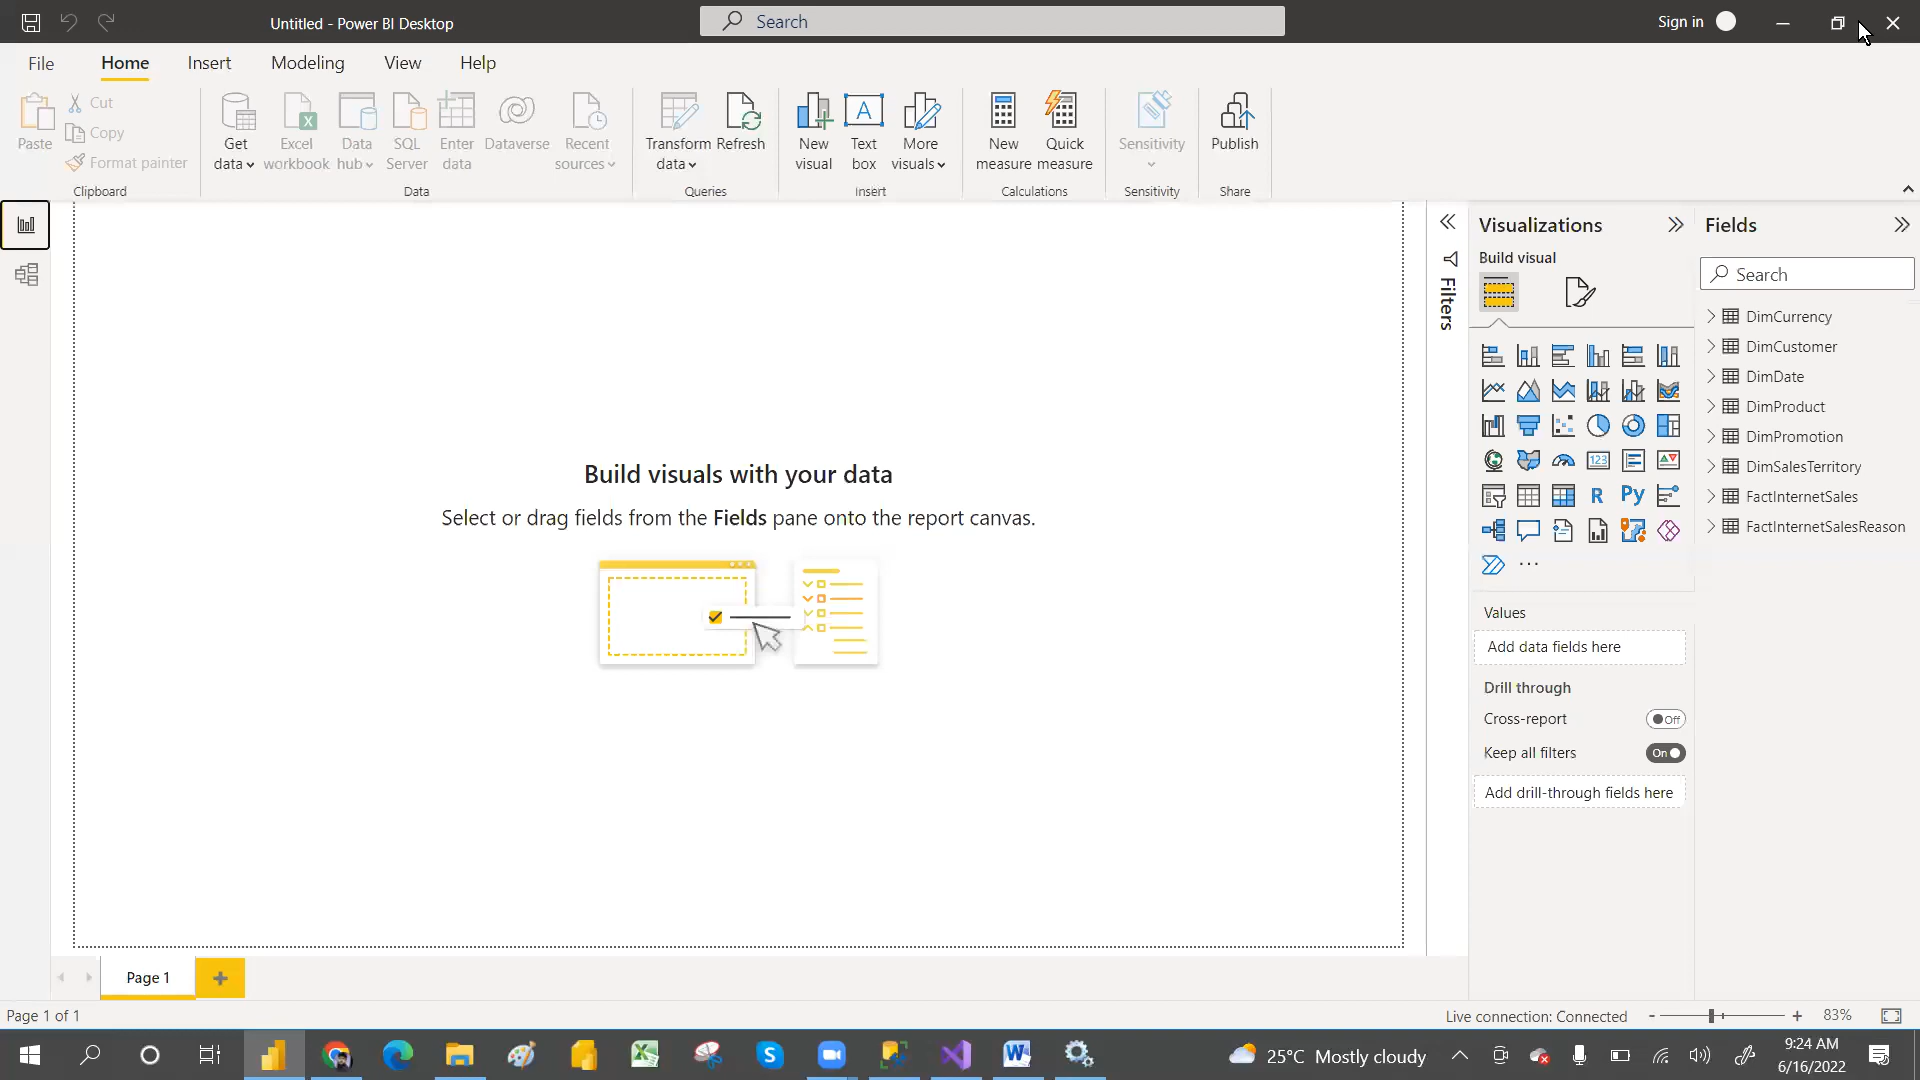 Untitled - Power BI Desktop
Search
Sign in
File Home Insert Modeling View Help
Paste
Cut
Copy
Format painter
Clipboard
Get data
Excel workbook
Data hub
SQL Server
Enter data
Dataverse
Recent sources
Data
Transform data
Refresh
Queries
New visual
Text box
More visuals
Insert
New measure
Quick measure
Calculations
Sensitivity
Sensitivity
Publish
Share
Build visuals with your data
Select or drag fields from the Fields pane onto the report canvas.
Filters
Visualizations
Build visual
123
R
Py
Values
Add data fields here
Drill through
Cross-report
Off
Keep all filters
On
Add drill-through fields here
Fields
Search
DimCurrency
DimCustomer
DimDate
DimProduct
DimPromotion
DimSalesTerritory
FactInternetSales
FactInternetSalesReason
Page 1
Page 1 of 1
Live connection: Connected
- + 83%
25°C Mostly cloudy
9:24 AM
6/16/2022